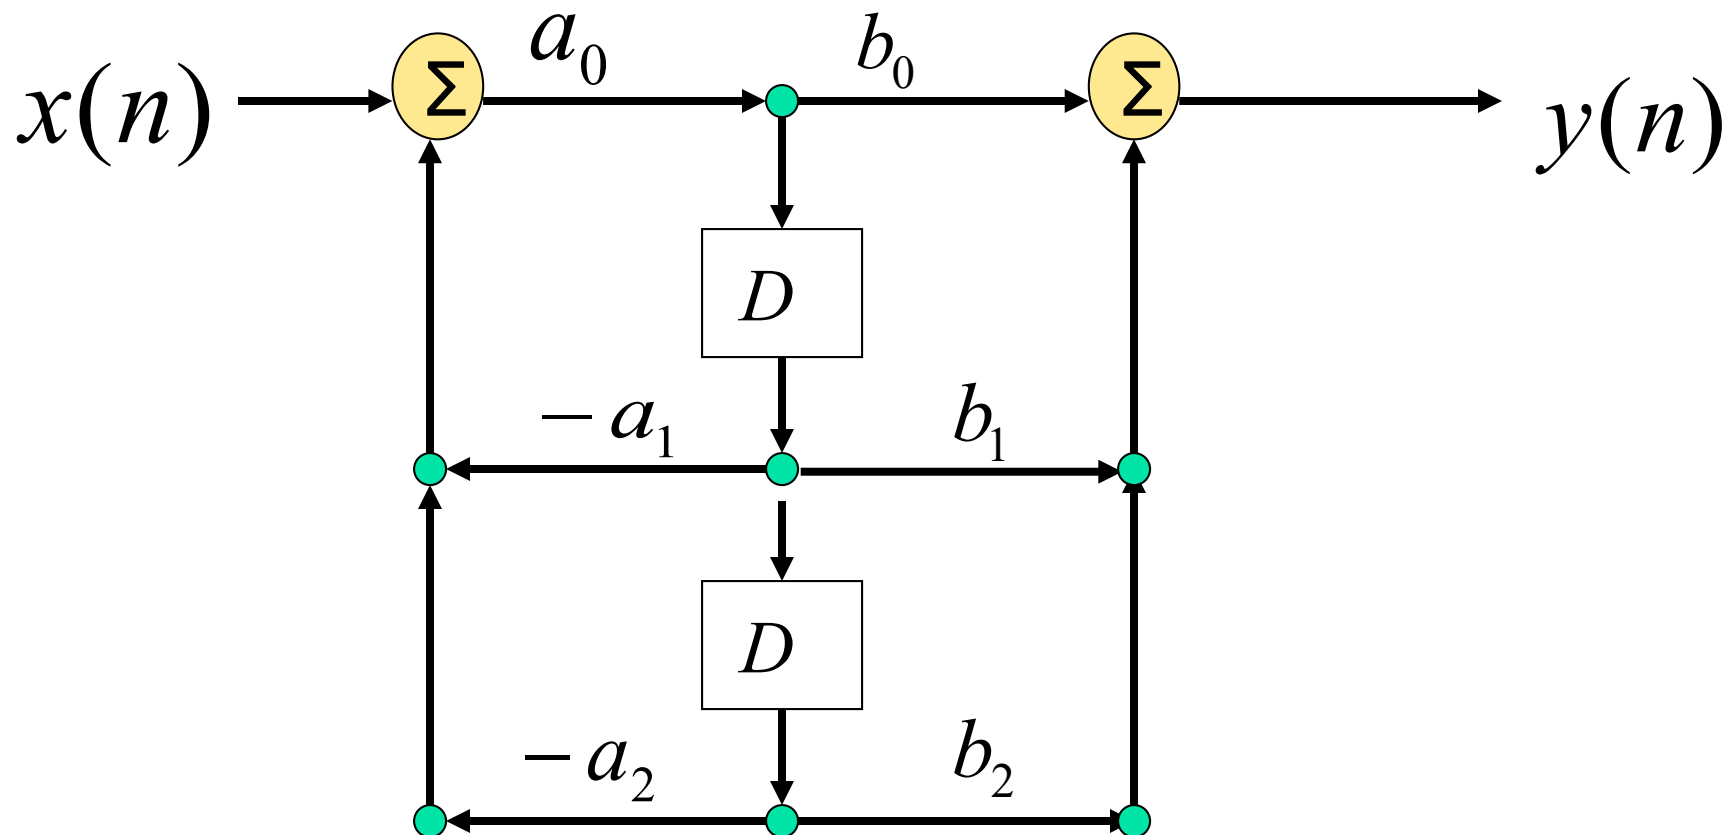 x(n) Σ a₀ b₀ Σ y(n)
D
− a₁ b₁
D
− a₂ b₂